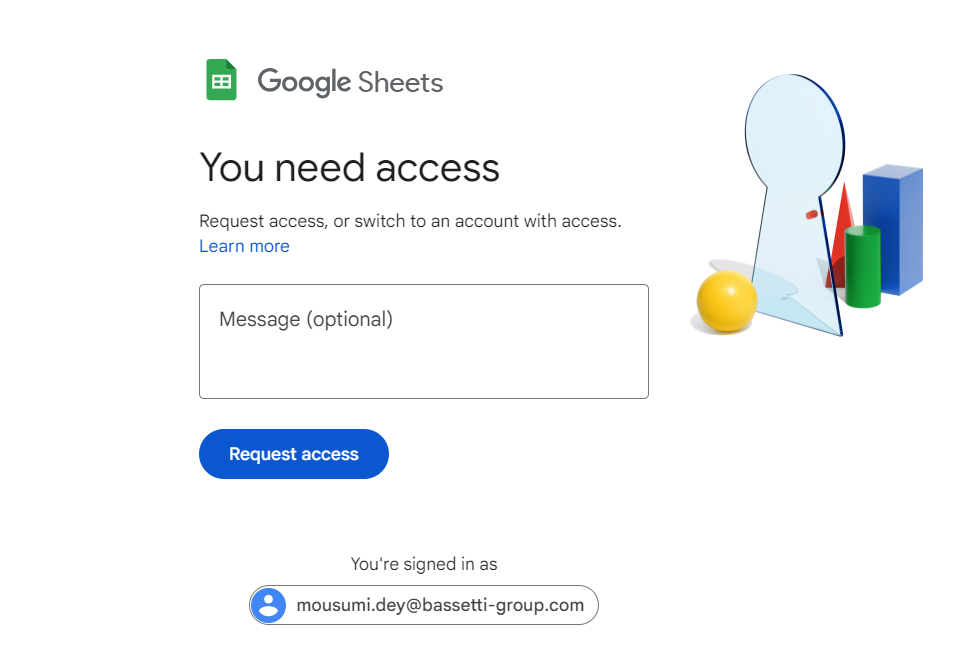 Google Sheets
You need access
Request access, or switch to an account with access.
Learn more
Message (optional)
Request access
You're signed in as
mousumi.dey@bassetti-group.com